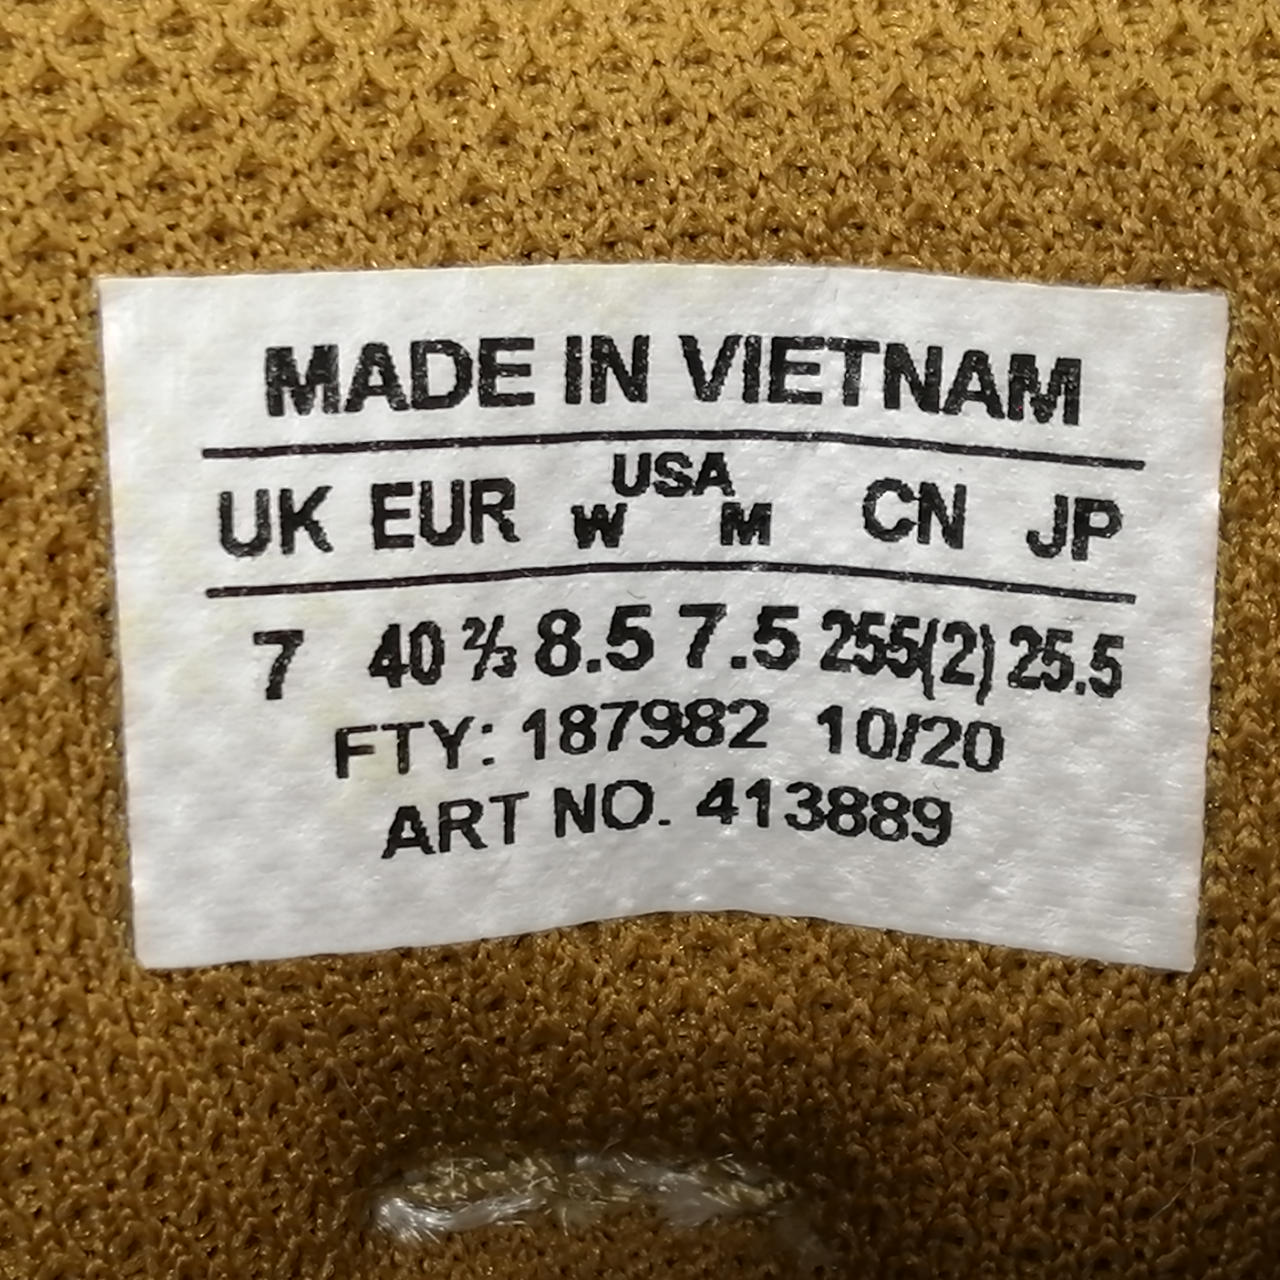 MADE IN VIETNAM
UK EUR USA W M CN JP
7 40 ⅔ 8.5 7.5 255(2) 25.5
FTY: 187982 10/20
ART NO. 413889